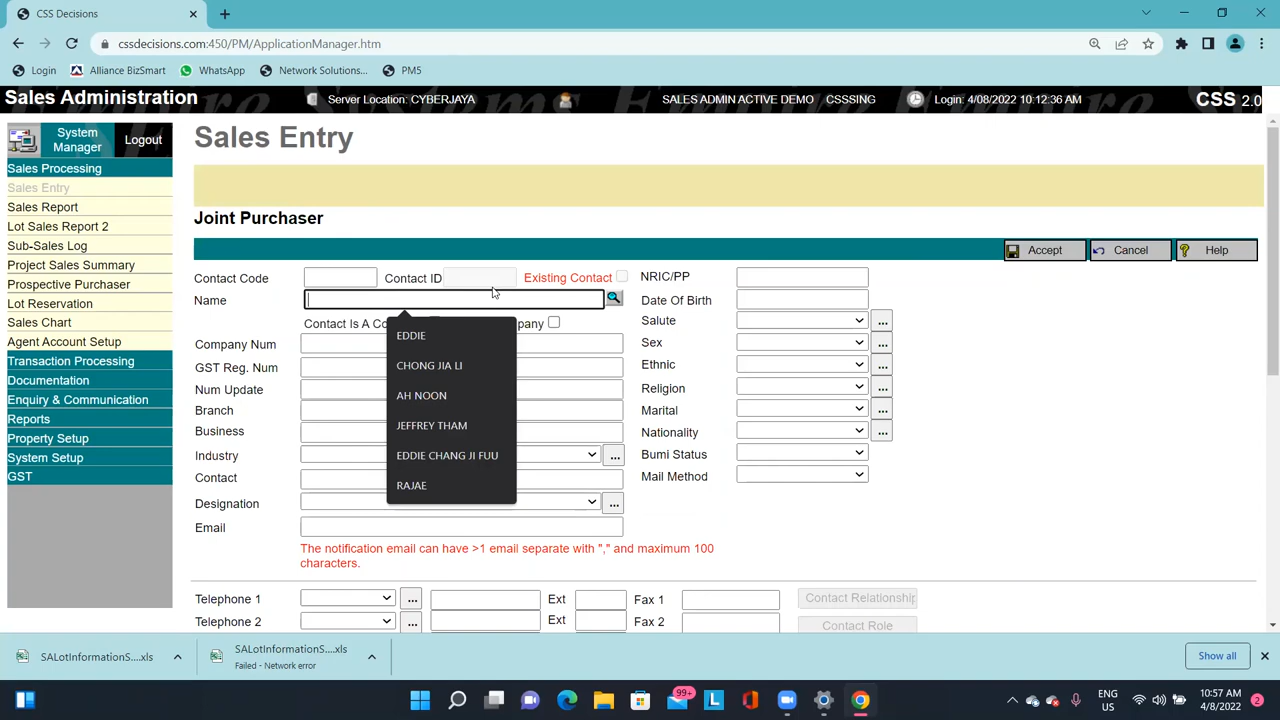 CSS Decisions
cssdecisions.com:450/PM/ApplicationManager.htm
Login
Alliance BizSmart
WhatsApp
Network Solutions...
PM5
Sales Administration
Server Location: CYBERJAYA
SALES ADMIN ACTIVE DEMO
CSSSING
Login: 4/08/2022 10:12:36 AM
CSS 2.0
System Manager
Logout
Sales Processing
Sales Entry
Sales Report
Lot Sales Report 2
Sub-Sales Log
Project Sales Summary
Prospective Purchaser
Lot Reservation
Sales Chart
Agent Account Setup
Transaction Processing
Documentation
Enquiry & Communication
Reports
Property Setup
System Setup
GST
Sales Entry
Joint Purchaser
Accept
Cancel
Help
Contact Code
Contact ID
Existing Contact
NRIC/PP
Name
Date Of Birth
Contact Is A Co
pany
Salute
...
Company Num
Sex
...
GST Reg. Num
Ethnic
...
Num Update
Religion
...
Branch
Marital
...
Business
Nationality
...
Industry
...
Bumi Status
Contact
Mail Method
Designation
...
Email
EDDIE
CHONG JIA LI
AH NOON
JEFFREY THAM
EDDIE CHANG JI FUU
RAJAE
The notification email can have >1 email separate with "," and maximum 100
characters.
Telephone 1
...
Ext
Fax 1
Contact Relationship
Telephone 2
...
Ext
Fax 2
Contact Role
SALotInformationS....xls
SALotInformationS....xls
Failed - Network error
Show all
99+
ENG
US
10:57 AM
4/8/2022
2